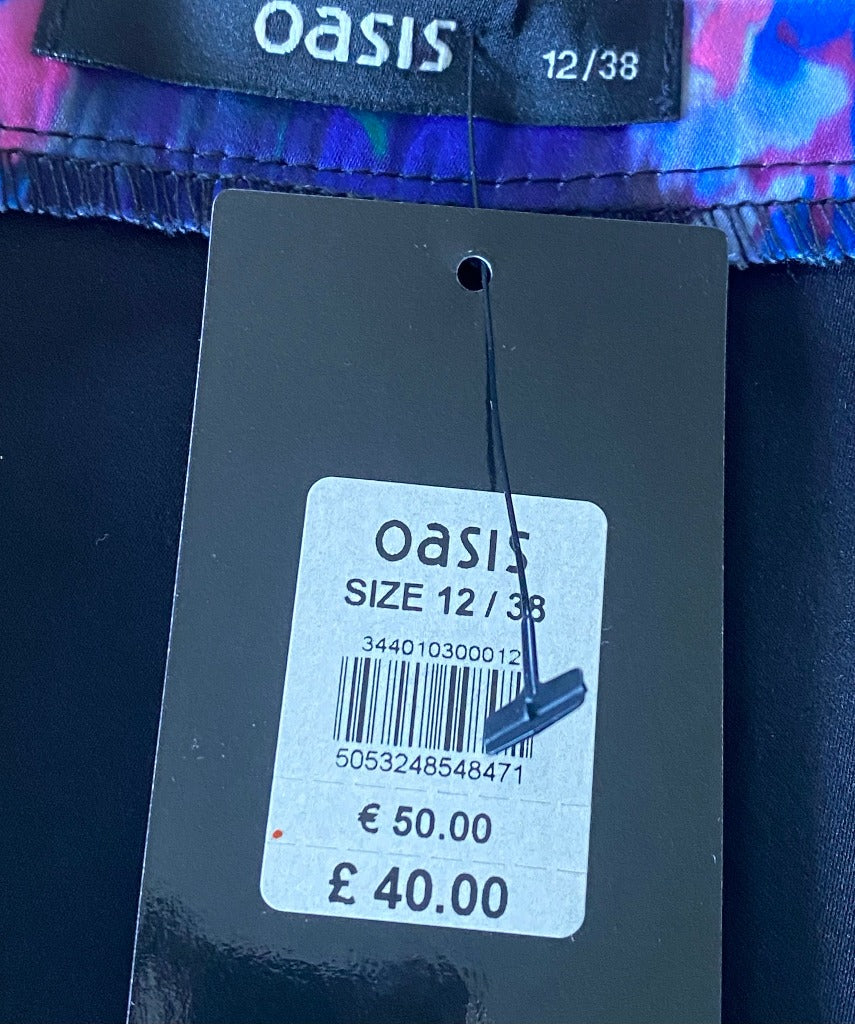 oasis
12/38
oasis
SIZE 12 / 38
344010300012
5053248548471
€ 50.00
£ 40.00